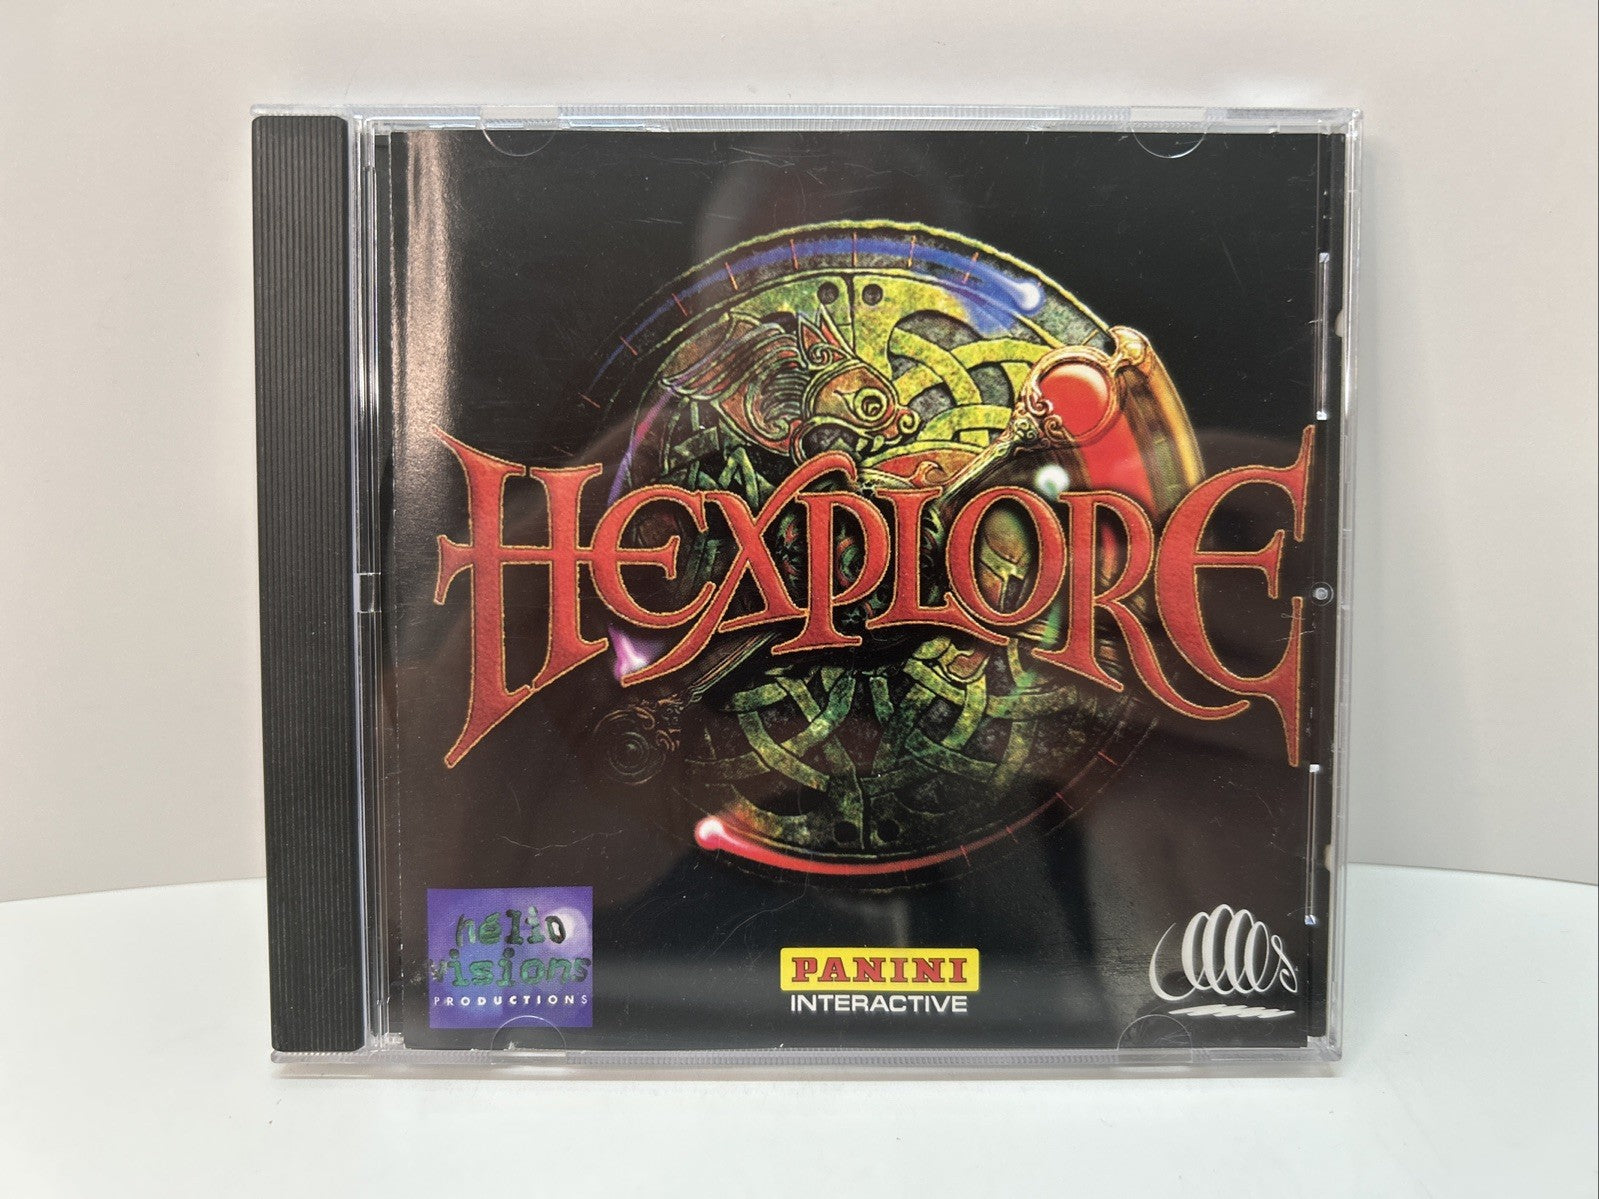 HEXPLORE
hélio
visions
PRODUCTIONS
PANINI
INTERACTIVE